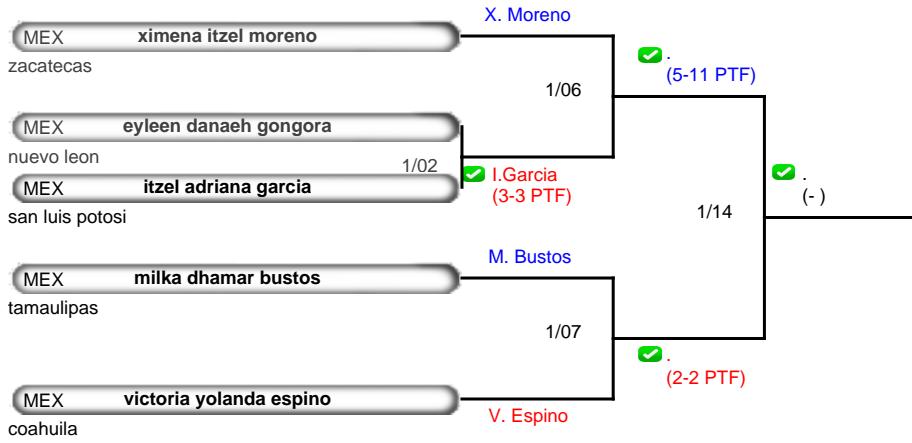 X. Moreno
MEX ximena itzel moreno
zacatecas
.
(5-11 PTF)
1/06
MEX eyleen danaeh gongora
nuevo leon
1/02
I.Garcia
(3-3 PTF)
MEX itzel adriana garcia
san luis potosi
.
(- )
1/14
M. Bustos
MEX milka dhamar bustos
tamaulipas
1/07
.
(2-2 PTF)
MEX victoria yolanda espino
V. Espino
coahuila